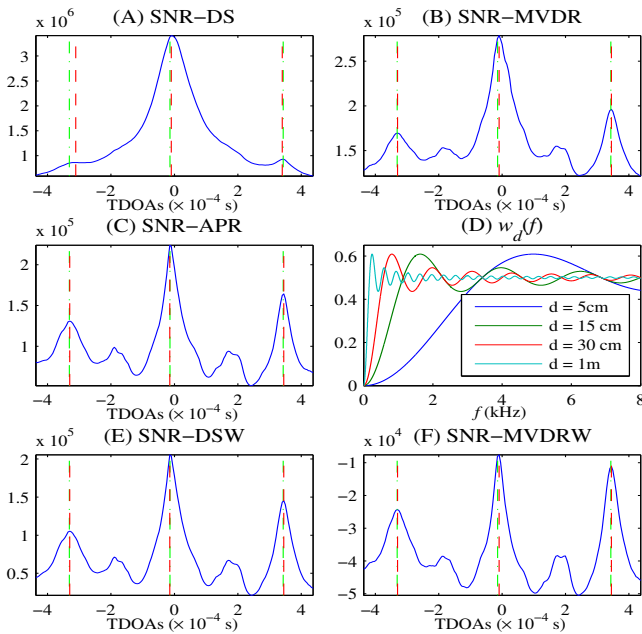 (A) SNR−DS
x 10^6
3
2.5
2
1.5
1
−4 −2 0 2 4
TDOAs (× 10^−4 s)
(B) SNR−MVDR
x 10^5
2.5
2
1.5
−4 −2 0 2 4
TDOAs (× 10^−4 s)
(C) SNR−APR
x 10^5
2
1.5
1
−4 −2 0 2 4
TDOAs (× 10^−4 s)
(D) w_d(f)
0.6
0.4
0.2
0
0 2 4 6 8
f (kHz)
d = 5cm
d = 15 cm
d = 30 cm
d = 1m
(E) SNR−DSW
x 10^5
2
1.5
1
0.5
−4 −2 0 2 4
TDOAs (× 10^−4 s)
(F) SNR−MVDRW
x 10^4
−1
−2
−3
−4
−5
−4 −2 0 2 4
TDOAs (× 10^−4 s)